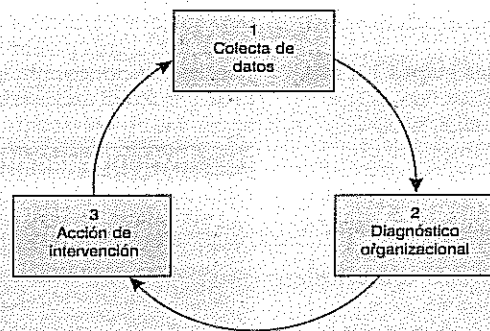 1
Colecta de
datos
2
Diagnóstico
organizacional
3
Acción de
intervención